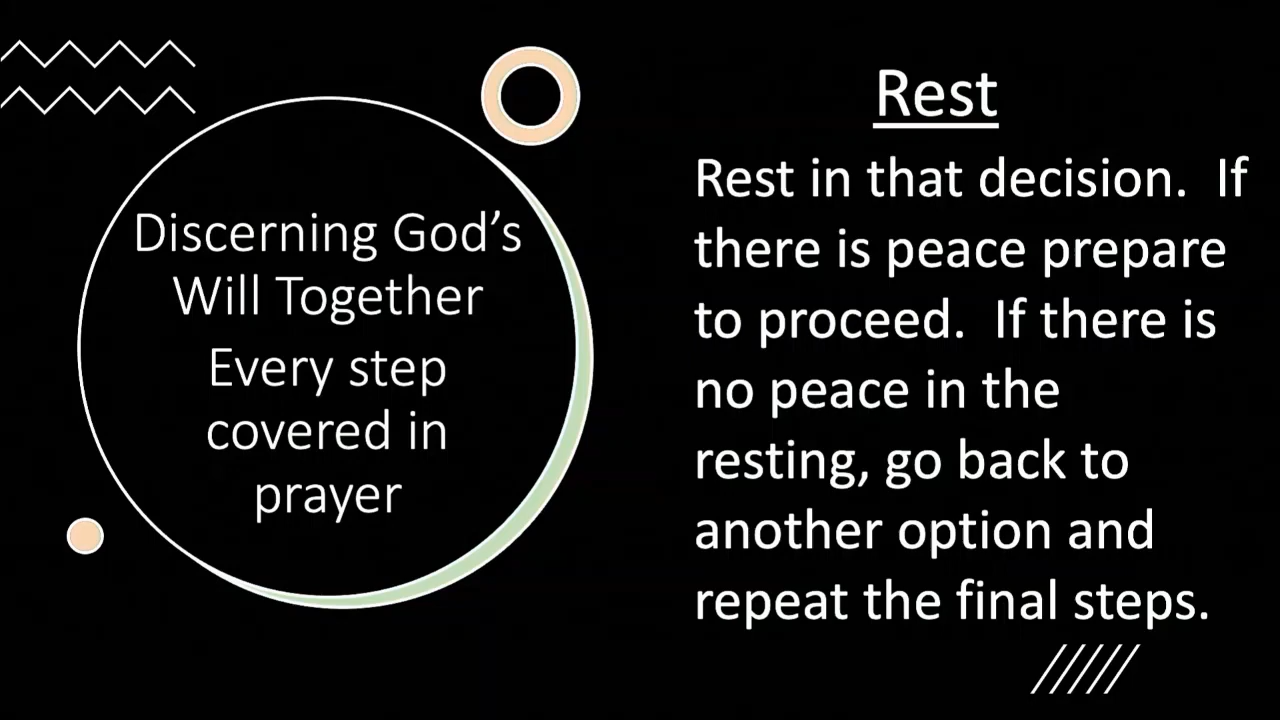 Discerning God’s
Will Together
Every step
covered in
prayer
Rest
Rest in that decision.  If
there is peace prepare
to proceed.  If there is
no peace in the
resting, go back to
another option and
repeat the final steps.